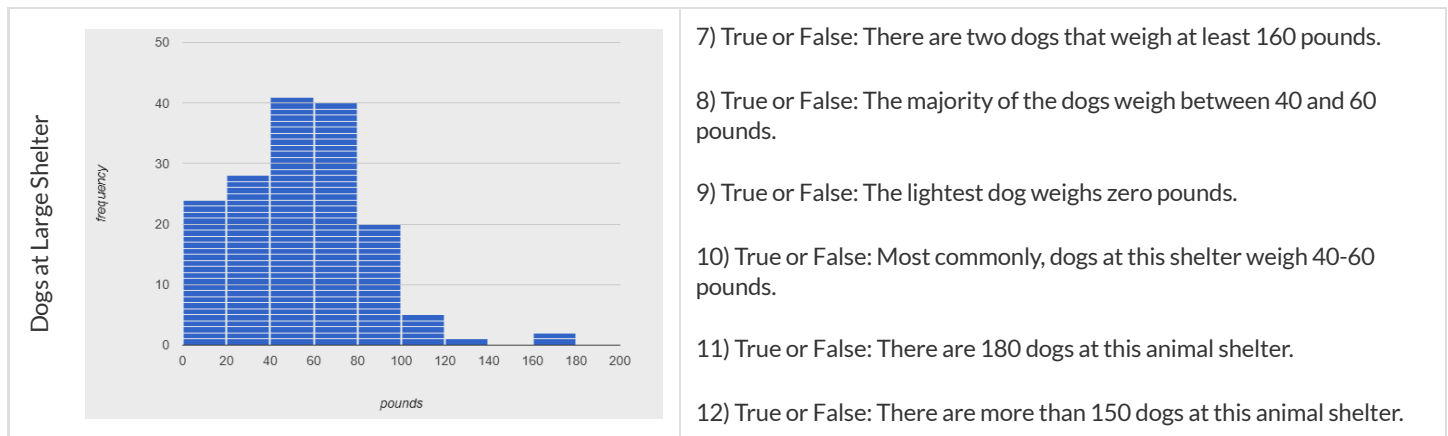 Dogs at Large Shelter
frequency
50
40
30
20
10
0
0 20 40 60 80 100 120 140 160 180 200
pounds
7) True or False: There are two dogs that weigh at least 160 pounds.
8) True or False: The majority of the dogs weigh between 40 and 60
pounds.
9) True or False: The lightest dog weighs zero pounds.
10) True or False: Most commonly, dogs at this shelter weigh 40-60
pounds.
11) True or False: There are 180 dogs at this animal shelter.
12) True or False: There are more than 150 dogs at this animal shelter.